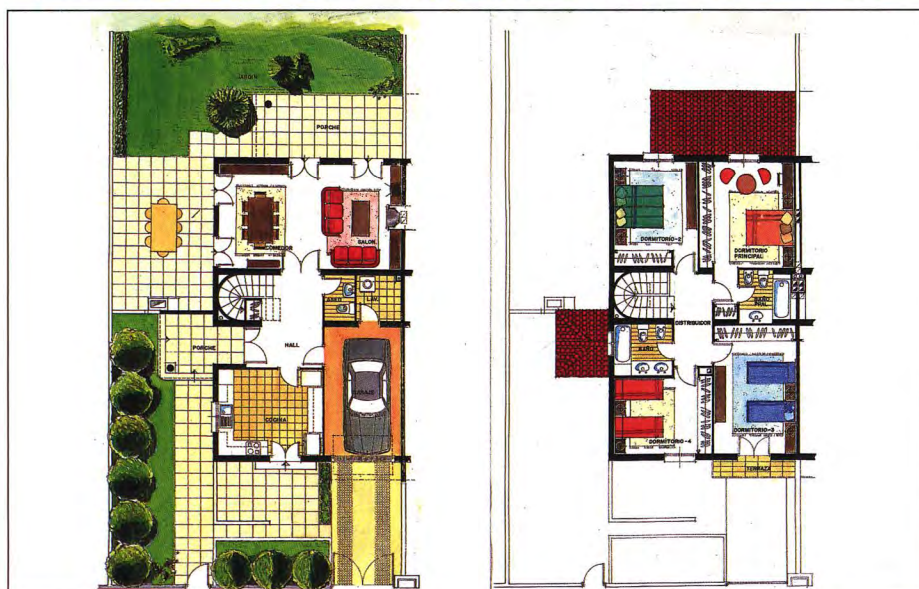 JARDIN
PORCHE
COMEDOR
SALON
ASEO
LAV.
PORCHE
HALL
GARAJE
COCINA
DORMITORIO-2
DORMITORIO
PRINCIPAL
BAÑO
PPAL.
DISTRIBUIDOR
BAÑO
DORMITORIO-4
DORMITORIO-3
TERRAZA